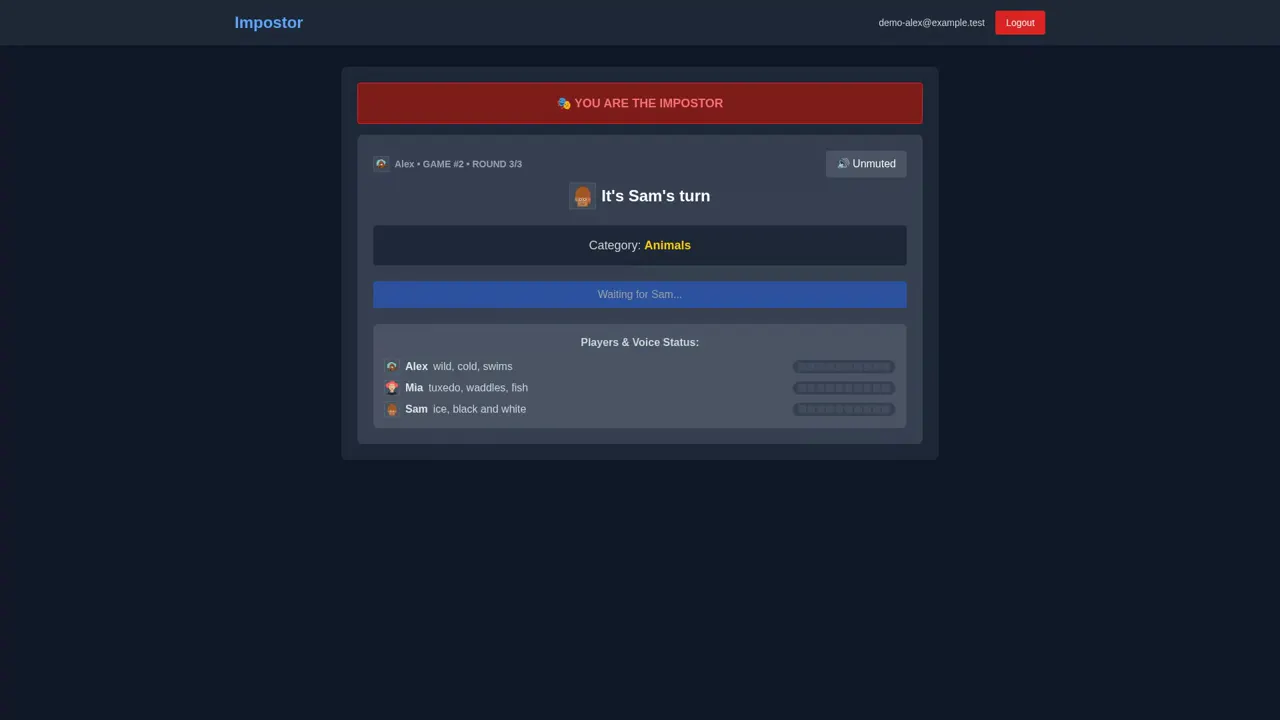 Impostor
demo-alex@example.test
Logout
🎭 YOU ARE THE IMPOSTOR
Alex • GAME #2 • ROUND 3/3
🔊 Unmuted
It's Sam's turn
Category: Animals
Waiting for Sam...
Players & Voice Status:
Alex wild, cold, swims
Mia tuxedo, waddles, fish
Sam ice, black and white